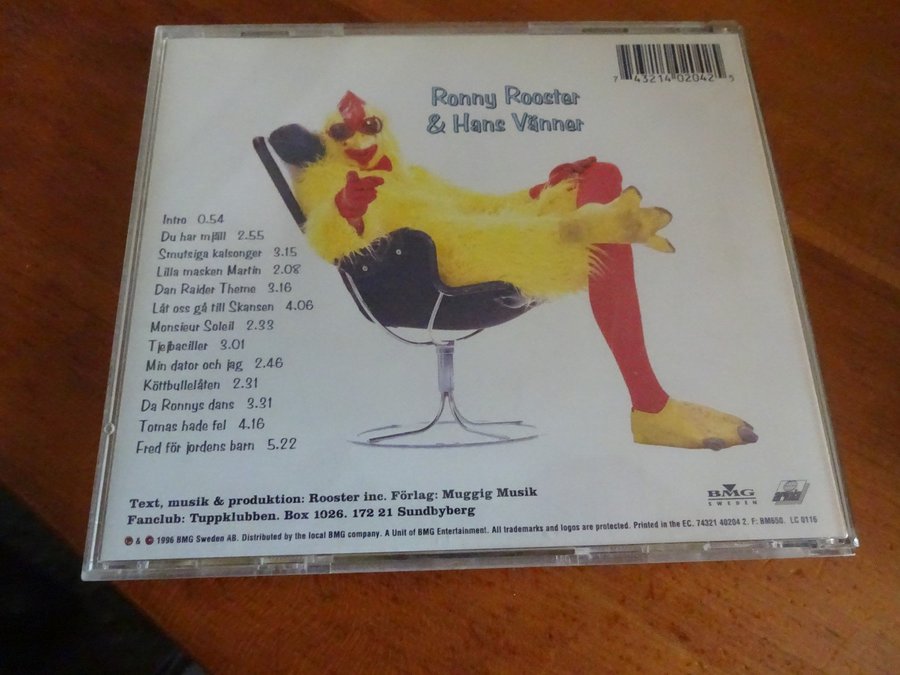 7 43214 02042 5
Ronny Rooster
& Hans Vänner
Intro 0.54
Du har mjäll 2.55
Smutsiga kalsonger 3.15
Lilla masken Martin 2.08
Dan Raider Theme 3.16
Låt oss gå till Skansen 4.06
Monsieur Soleil 2.33
Tjejbaciller 3.01
Min dator och jag 2.46
Köttbullelåten 2.31
Da Ronnys dans 3.31
Tomas hade fel 4.16
Fred för jordens barn 5.22
Text, musik & produktion: Rooster inc. Förlag: Muggig Musik
Fanclub: Tuppklubben. Box 1026. 172 21 Sundbyberg
BMG
SWEDEN
℗ & © 1996 BMG Sweden AB. Distributed by the local BMG company. A Unit of BMG Entertainment. All trademarks and logos are protected. Printed in the EC. 74321 40204 2. F: BM650. LC 0116